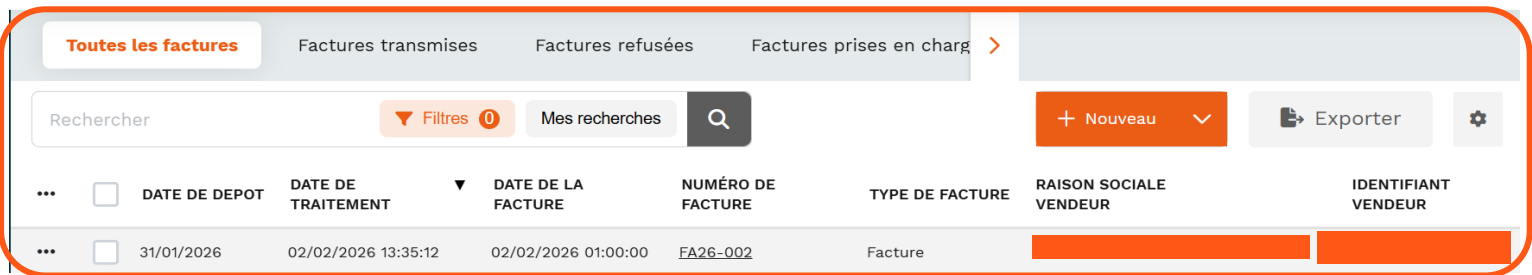 Toutes les factures Factures transmises Factures refusées Factures prises en charg
Rechercher Filtres 0 Mes recherches + Nouveau Exporter
••• DATE DE DEPOT DATE DE TRAITEMENT ▼ DATE DE LA FACTURE NUMÉRO DE FACTURE TYPE DE FACTURE RAISON SOCIALE VENDEUR IDENTIFIANT VENDEUR
••• 31/01/2026 02/02/2026 13:35:12 02/02/2026 01:00:00 FA26-002 Facture